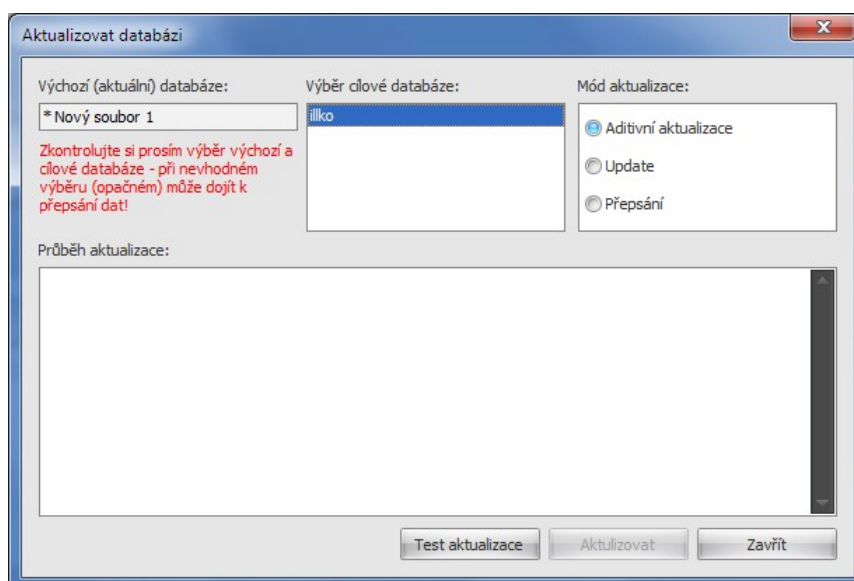 Aktualizovat databázi
Výchozí (aktuální) databáze:
* Nový soubor 1
Zkontrolujte si prosím výběr výchozí a
cílové databáze - při nevhodném
výběru (opačném) může dojít k
přepsání dat!
Výběr cílové databáze:
illko
Mód aktualizace:
Aditivní aktualizace
Update
Přepsání
Průběh aktualizace:
Test aktualizace
Aktulizovat
Zavřít